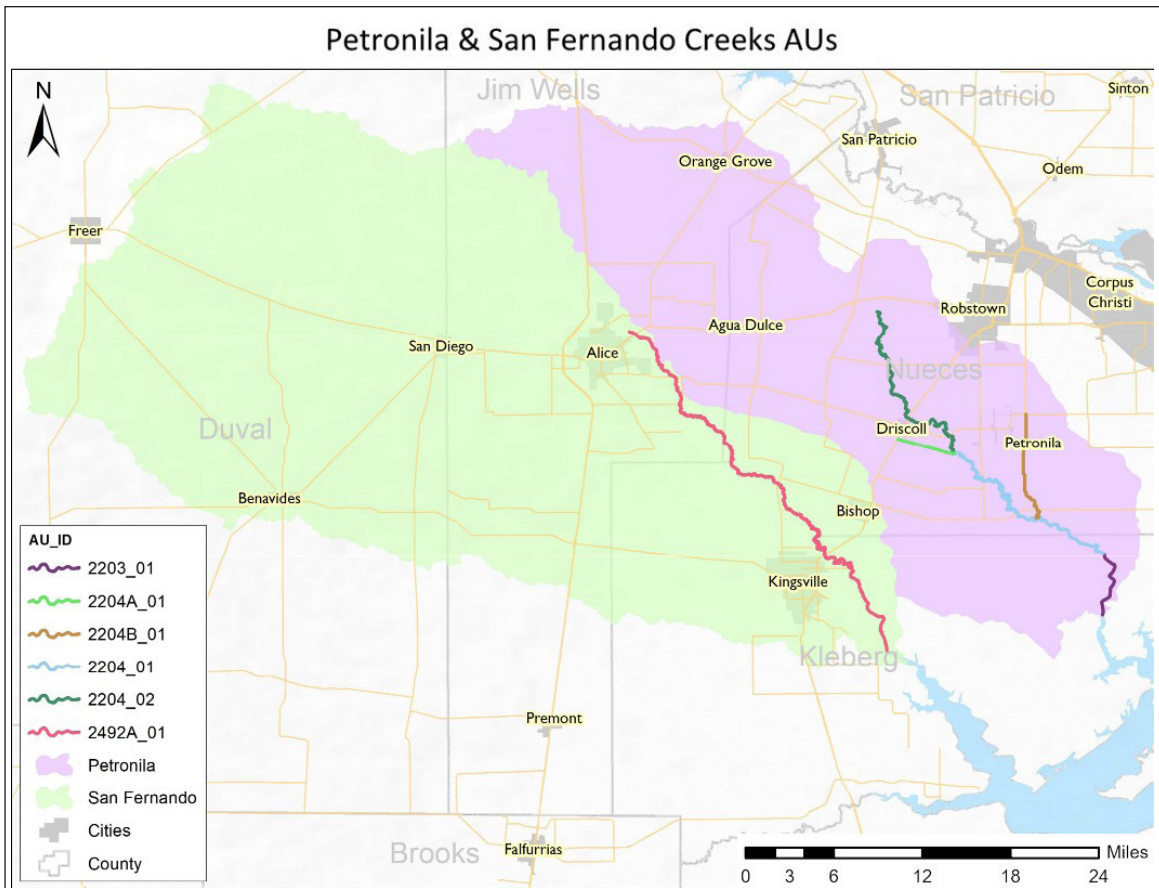 Petronila & San Fernando Creeks AUs
N
Jim Wells
San Patricio
Sinton
San Patricio
Orange Grove
Odem
Freer
Corpus
Christi
Robstown
Agua Dulce
San Diego
Alice
Nueces
Duval
Driscoll
Petronila
Benavides
Bishop
Kingsville
Kleberg
Premont
Brooks
Falfurrias
AU_ID
2203_01
2204A_01
2204B_01
2204_01
2204_02
2492A_01
Petronila
San Fernando
Cities
County
Miles
0 3 6 12 18 24